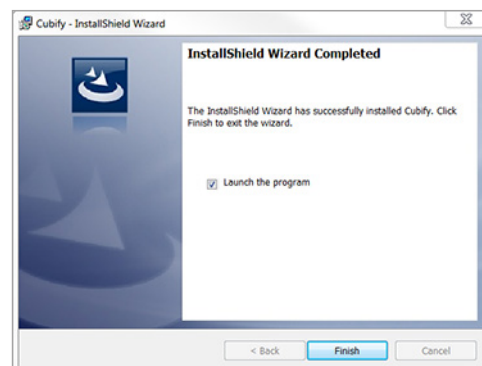 Cubify - InstallShield Wizard
InstallShield Wizard Completed
The InstallShield Wizard has successfully installed Cubify. Click
Finish to exit the wizard.
Launch the program
< Back
Finish
Cancel